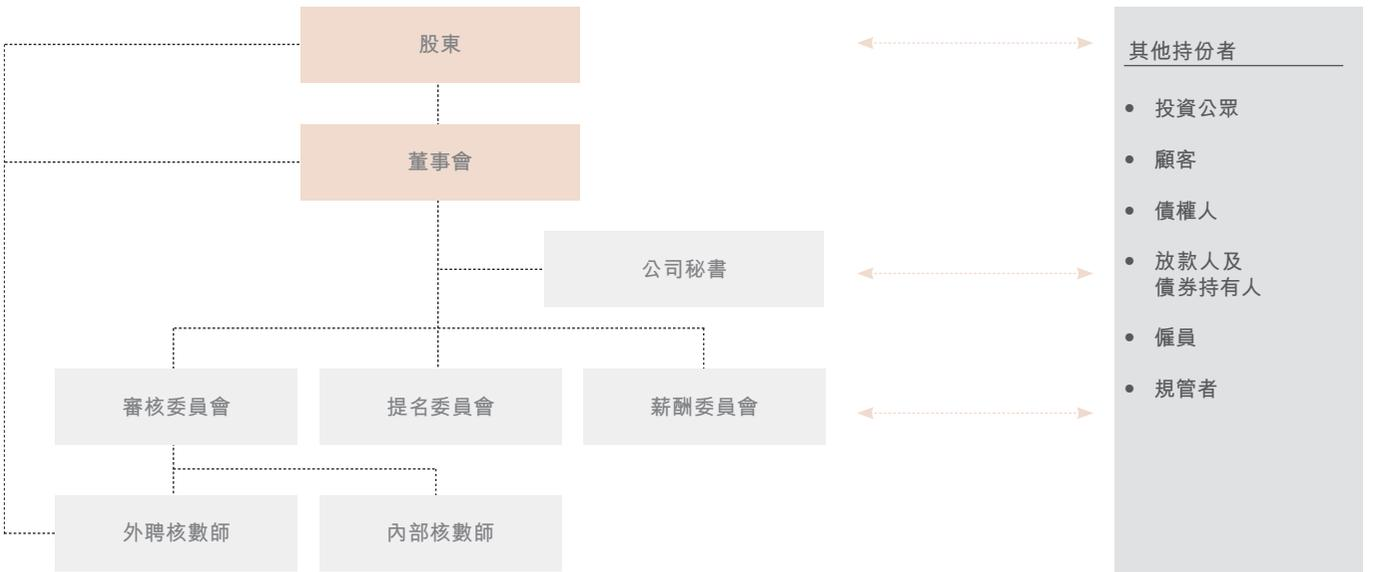 股東
董事會
公司秘書
審核委員會
提名委員會
薪酬委員會
外聘核數師
內部核數師
其他持份者
• 投資公眾
• 顧客
• 債權人
• 放款人及
債券持有人
• 僱員
• 規管者